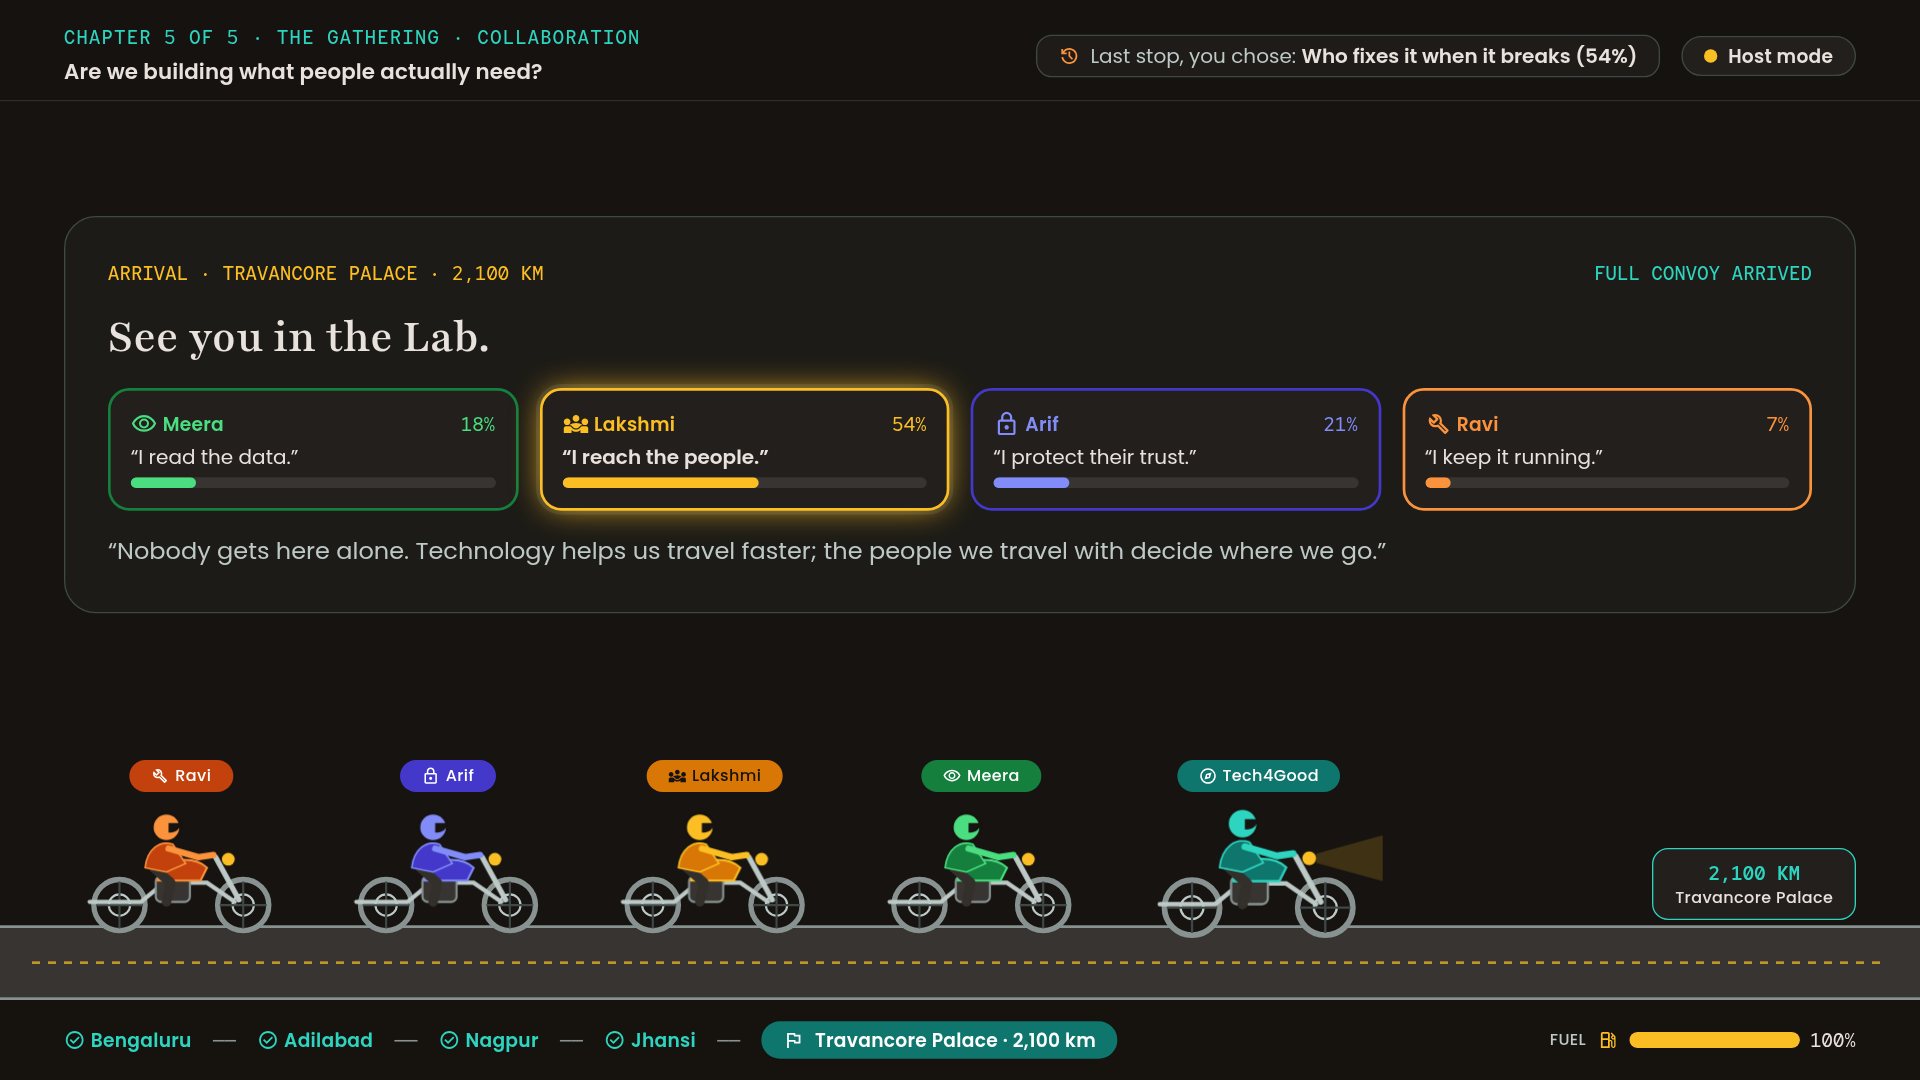 CHAPTER 5 OF 5 · THE GATHERING · COLLABORATION
Are we building what people actually need?
Last stop, you chose: Who fixes it when it breaks (54%)
Host mode
ARRIVAL · TRAVANCORE PALACE · 2,100 KM
FULL CONVOY ARRIVED
See you in the Lab.
Meera 18%
“I read the data.”
Lakshmi 54%
“I reach the people.”
Arif 21%
“I protect their trust.”
Ravi 7%
“I keep it running.”
“Nobody gets here alone. Technology helps us travel faster; the people we travel with decide where we go.”
Ravi
Arif
Lakshmi
Meera
Tech4Good
2,100 KM
Travancore Palace
Bengaluru — Adilabad — Nagpur — Jhansi — Travancore Palace · 2,100 km
FUEL 100%